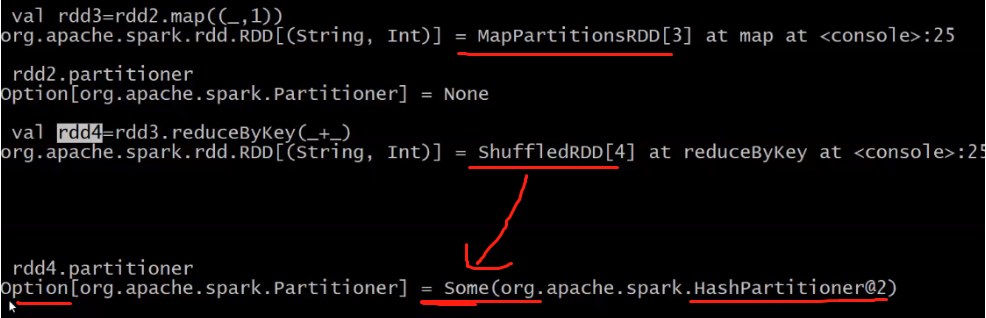 val rdd3=rdd2.map((_,1))
org.apache.spark.rdd.RDD[(String, Int)] = MapPartitionsRDD[3] at map at <console>:25
rdd2.partitioner
Option[org.apache.spark.Partitioner] = None
val rdd4=rdd3.reduceByKey(_+_)
org.apache.spark.rdd.RDD[(String, Int)] = ShuffledRDD[4] at reduceByKey at <console>:25
rdd4.partitioner
Option[org.apache.spark.Partitioner] = Some(org.apache.spark.HashPartitioner@2)